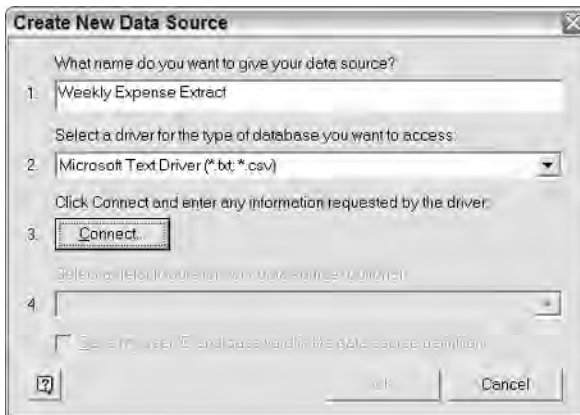 Create New Data Source
What name do you want to give your data source?
1. Weekly Expense Extract
Select a driver for the type of database you want to access:
2. Microsoft Text Driver (*.txt; *.csv)
Click Connect and enter any information requested by the driver:
3. Connect...
4.
OK Cancel